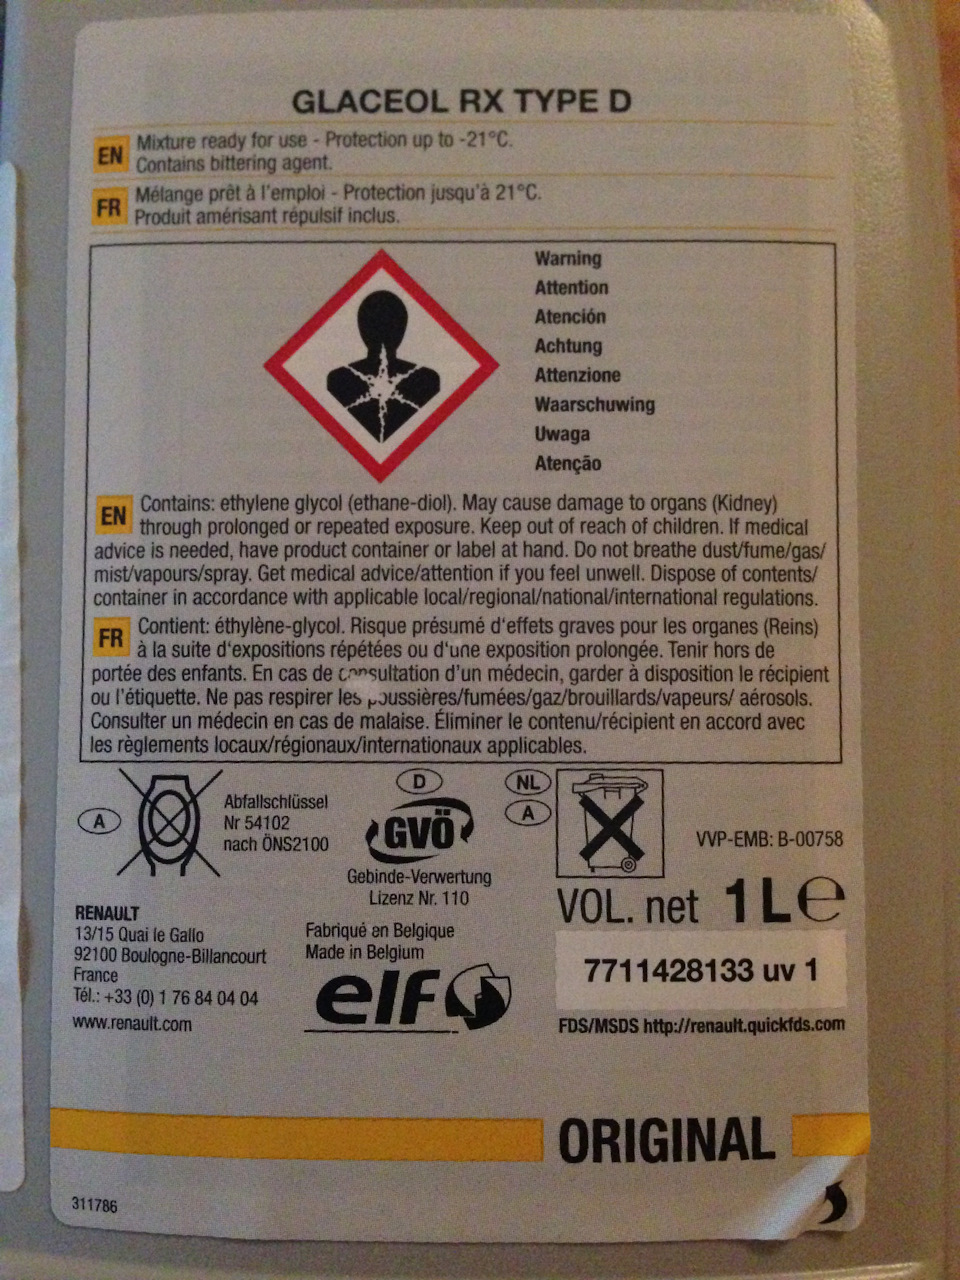 GLACEOL RX TYPE D
EN
Mixture ready for use - Protection up to -21°C.
Contains bittering agent.
FR
Mélange prêt à l'emploi - Protection jusqu'à 21°C.
Produit amérisant répulsif inclus.
Warning
Attention
Atención
Achtung
Attenzione
Waarschuwing
Uwaga
Atenção
EN
Contains: ethylene glycol (ethane-diol). May cause damage to organs (Kidney)
through prolonged or repeated exposure. Keep out of reach of children. If medical
advice is needed, have product container or label at hand. Do not breathe dust/fume/gas/
mist/vapours/spray. Get medical advice/attention if you feel unwell. Dispose of contents/
container in accordance with applicable local/regional/national/international regulations.
FR
Contient: éthylène-glycol. Risque présumé d'effets graves pour les organes (Reins)
à la suite d'expositions répétées ou d'une exposition prolongée. Tenir hors de
portée des enfants. En cas de consultation d'un médecin, garder à disposition le récipient
ou l'étiquette. Ne pas respirer les poussières/fumées/gaz/brouillards/vapeurs/ aérosols.
Consulter un médecin en cas de malaise. Éliminer le contenu/récipient en accord avec
les règlements locaux/régionaux/internationaux applicables.
A
Abfallschlüssel
Nr 54102
nach ÖNS2100
D
GVÖ
Gebinde-Verwertung
Lizenz Nr. 110
NL
A
VVP-EMB: B-00758
VOL. net 1 L e
RENAULT
13/15 Quai le Gallo
92100 Boulogne-Billancourt
France
Tél.: +33 (0) 1 76 84 04 04
www.renault.com
Fabriqué en Belgique
Made in Belgium
elf
7711428133 uv 1
FDS/MSDS http://renault.quickfds.com
ORIGINAL
311786